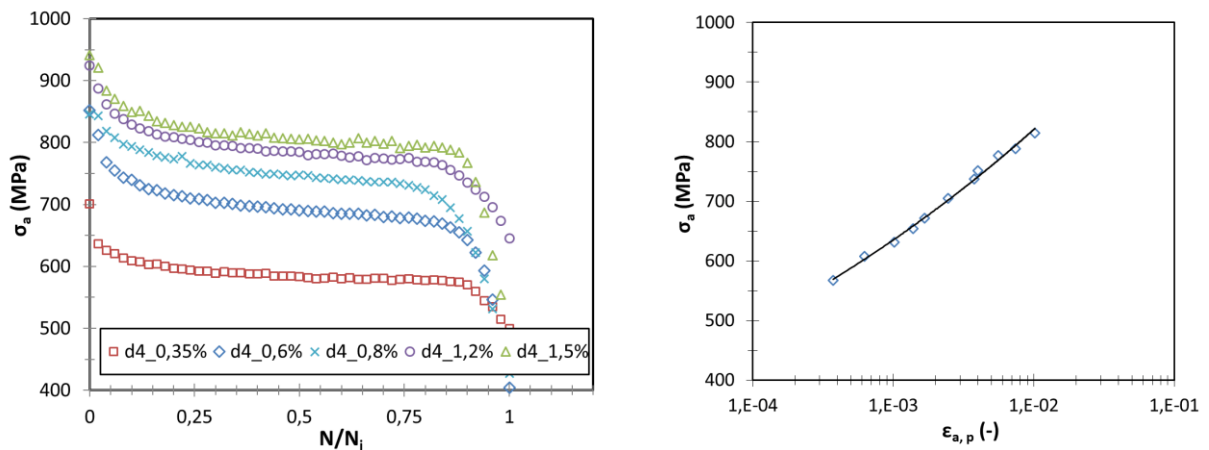 1000
900
800
700
600
500
400
σa (MPa)
d4_0,35% d4_0,6% d4_0,8% d4_1,2% d4_1,5%
0 0,25 0,5 0,75 1
N/Ni
1000
900
800
700
600
500
400
σa (MPa)
1,E-04 1,E-03 1,E-02 1,E-01
εa, p (-)